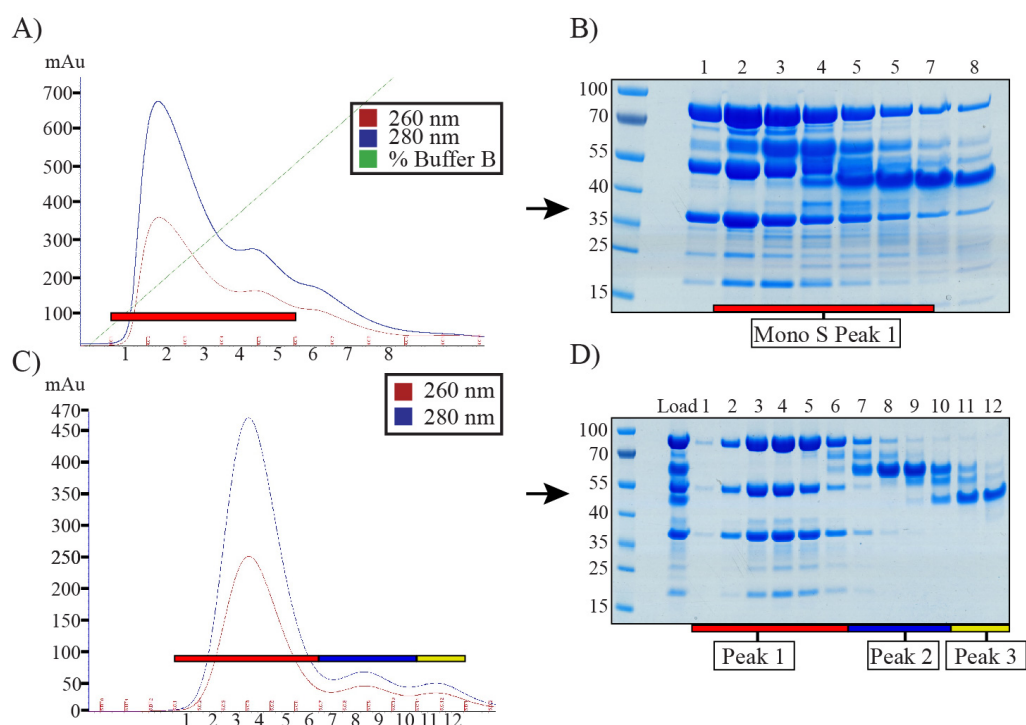 A)
mAu
700
600
500
400
300
200
100
260 nm
280 nm
% Buffer B
1 2 3 4 5 6 7 8
B)
1 2 3 4 5 5 7 8
100
70
55
40
35
25
15
Mono S Peak 1
C)
mAu
470
450
400
350
300
250
200
150
100
50
0
260 nm
280 nm
1 2 3 4 5 6 7 8 9 10 11 12
D)
Load 1 2 3 4 5 6 7 8 9 10 11 12
100
70
55
40
35
25
15
Peak 1 Peak 2 Peak 3